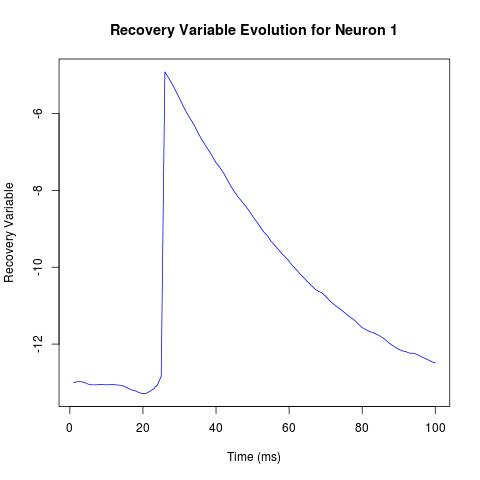 Recovery Variable Evolution for Neuron 1
Recovery Variable
-6
-8
-10
-12
0 20 40 60 80 100
Time (ms)